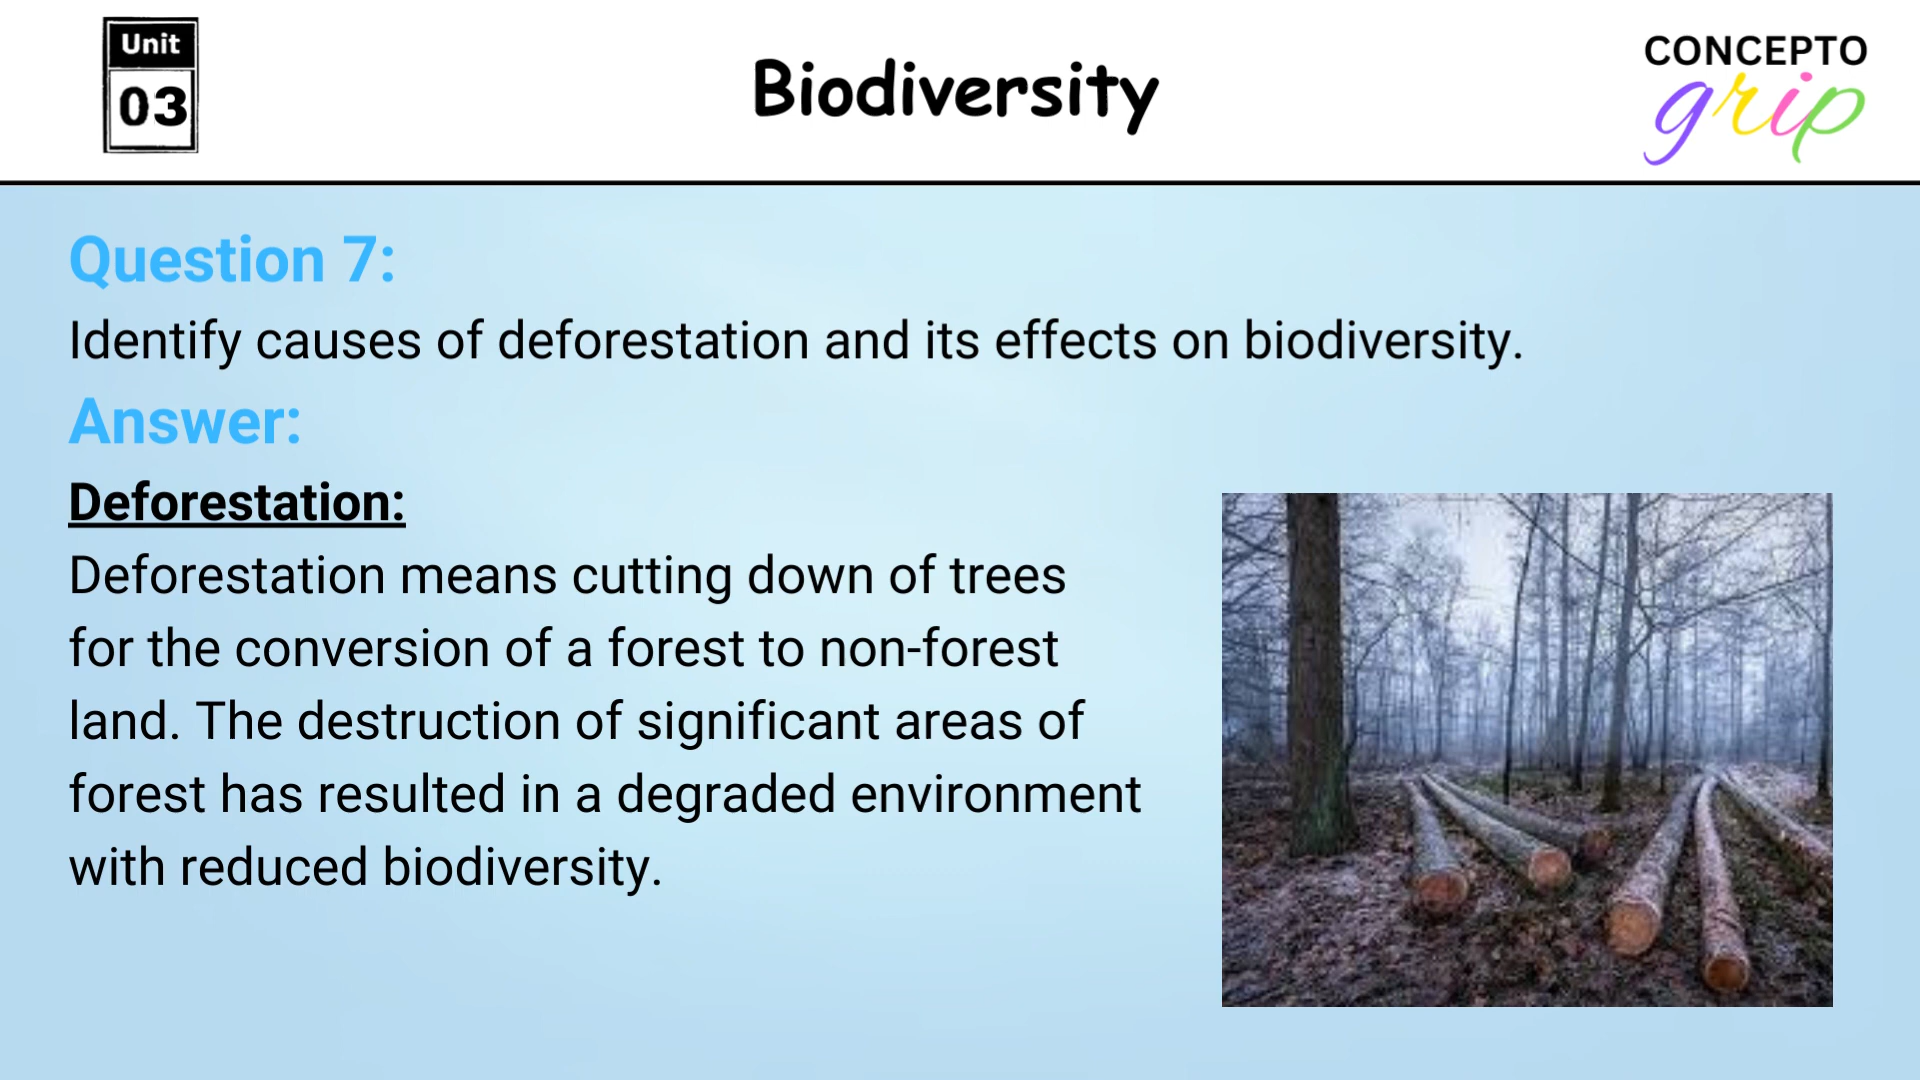 Unit
03
Biodiversity
CONCEPTO
grip
Question 7:
Identify causes of deforestation and its effects on biodiversity.
Answer:
Deforestation:
Deforestation means cutting down of trees
for the conversion of a forest to non-forest
land. The destruction of significant areas of
forest has resulted in a degraded environment
with reduced biodiversity.